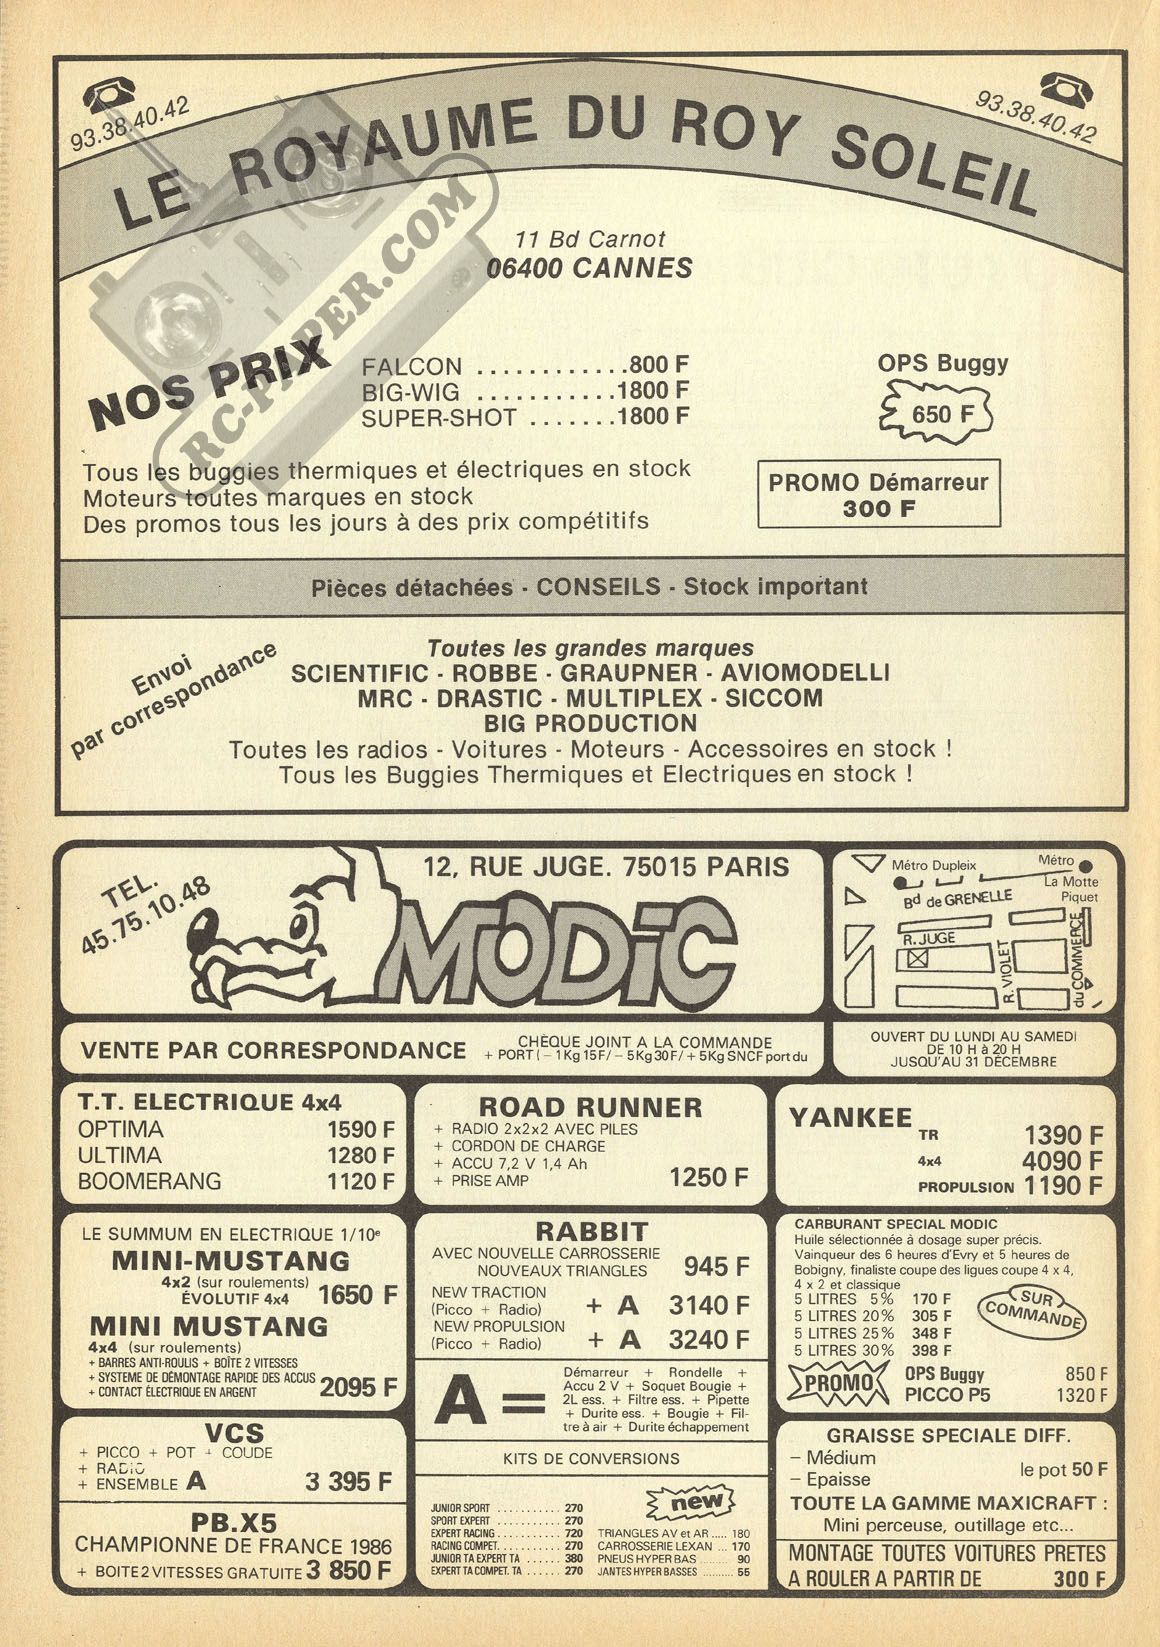 93.38.40.42
93.38.40.42
LE ROYAUME DU ROY SOLEIL
RC-PAPER.COM
11 Bd Carnot
06400 CANNES
NOS PRIX
FALCON ............800 F
BIG-WIG ...........1800 F
SUPER-SHOT .......1800 F
OPS Buggy
650 F
Tous les buggies thermiques et électriques en stock
Moteurs toutes marques en stock
Des promos tous les jours à des prix compétitifs
PROMO Démarreur
300 F
Pièces détachées - CONSEILS - Stock important
Envoi
par correspondance
Toutes les grandes marques
SCIENTIFIC - ROBBE - GRAUPNER - AVIOMODELLI
MRC - DRASTIC - MULTIPLEX - SICCOM
BIG PRODUCTION
Toutes les radios - Voitures - Moteurs - Accessoires en stock !
Tous les Buggies Thermiques et Electriques en stock !
TEL.
45.75.10.48
12, RUE JUGE. 75015 PARIS
MODIC
Métro Dupleix
Métro
La Motte
Piquet
Bd de GRENELLE
R. JUGE
R. VIOLET
du COMMERCE
VENTE PAR CORRESPONDANCE
CHÈQUE JOINT A LA COMMANDE
+ PORT ( – 1 Kg 15 F / – 5 Kg 30 F / + 5 Kg SNCF port du
OUVERT DU LUNDI AU SAMEDI
DE 10 H à 20 H
JUSQU'AU 31 DÉCEMBRE
T.T. ELECTRIQUE 4x4
OPTIMA 1590 F
ULTIMA 1280 F
BOOMERANG 1120 F
ROAD RUNNER
+ RADIO 2x2x2 AVEC PILES
+ CORDON DE CHARGE
+ ACCU 7,2 V 1,4 Ah
+ PRISE AMP 1250 F
YANKEE
TR 1390 F
4x4 4090 F
PROPULSION 1190 F
LE SUMMUM EN ELECTRIQUE 1/10e
MINI-MUSTANG
4x2 (sur roulements)
ÉVOLUTIF 4x4 1650 F
MINI MUSTANG
4x4 (sur roulements)
+ BARRES ANTI-ROULIS + BOÎTE 2 VITESSES
+ SYSTEME DE DÉMONTAGE RAPIDE DES ACCUS
+ CONTACT ÉLECTRIQUE EN ARGENT 2095 F
RABBIT
AVEC NOUVELLE CARROSSERIE
NOUVEAUX TRIANGLES 945 F
NEW TRACTION
(Picco + Radio) + A 3140 F
NEW PROPULSION
(Picco + Radio) + A 3240 F
A =
Démarreur + Rondelle +
Accu 2 V + Soquet Bougie +
2L ess. + Filtre ess. + Pipette
+ Durite ess. + Bougie + Fil-
tre à air + Durite échappement
CARBURANT SPECIAL MODIC
Huile sélectionnée à dosage super précis.
Vainqueur des 6 heures d'Evry et 5 heures de
Bobigny, finaliste coupe des ligues coupe 4 x 4,
4 x 2 et classique
5 LITRES 5% 170 F
5 LITRES 20% 305 F
5 LITRES 25% 348 F
5 LITRES 30% 398 F
SUR
COMMANDE
PROMO
OPS Buggy 850 F
PICCO P5 1320 F
VCS
+ PICCO + POT + COUDE
+ RADIO
+ ENSEMBLE A 3 395 F
PB.X5
CHAMPIONNE DE FRANCE 1986
+ BOITE 2 VITESSES GRATUITE 3 850 F
KITS DE CONVERSIONS
new
JUNIOR SPORT ........... 270
SPORT EXPERT ........... 270
EXPERT RACING........... 720
RACING COMPET........... 270
JUNIOR TA EXPERT TA ..... 380
EXPERT TA COMPET. TA ..... 270
TRIANGLES AV et AR ..... 180
CARROSSERIE LEXAN ... 170
PNEUS HYPER BAS ....... 90
JANTES HYPER BASSES .......... 55
GRAISSE SPECIALE DIFF.
– Médium
– Epaisse
le pot 50 F
TOUTE LA GAMME MAXICRAFT :
Mini perceuse, outillage etc...
MONTAGE TOUTES VOITURES PRETES
A ROULER A PARTIR DE 300 F